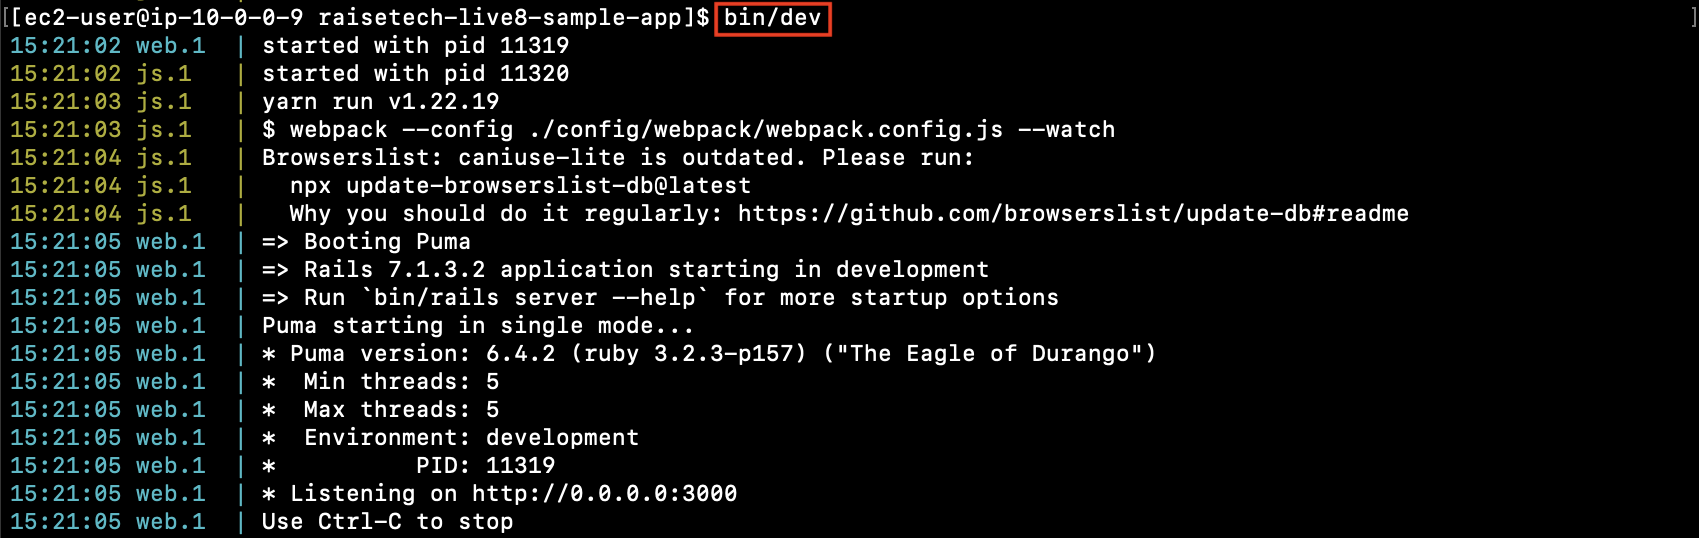 [[ec2-user@ip-10-0-0-9 raisetech-live8-sample-app]$ bin/dev ]
15:21:02 web.1  | started with pid 11319
15:21:02 js.1   | started with pid 11320
15:21:03 js.1   | yarn run v1.22.19
15:21:03 js.1   | $ webpack --config ./config/webpack/webpack.config.js --watch
15:21:04 js.1   | Browserslist: caniuse-lite is outdated. Please run:
15:21:04 js.1   |   npx update-browserslist-db@latest
15:21:04 js.1   |   Why you should do it regularly: https://github.com/browserslist/update-db#readme
15:21:05 web.1  | => Booting Puma
15:21:05 web.1  | => Rails 7.1.3.2 application starting in development
15:21:05 web.1  | => Run `bin/rails server --help` for more startup options
15:21:05 web.1  | Puma starting in single mode...
15:21:05 web.1  | * Puma version: 6.4.2 (ruby 3.2.3-p157) ("The Eagle of Durango")
15:21:05 web.1  | *  Min threads: 5
15:21:05 web.1  | *  Max threads: 5
15:21:05 web.1  | *  Environment: development
15:21:05 web.1  | *          PID: 11319
15:21:05 web.1  | * Listening on http://0.0.0.0:3000
15:21:05 web.1  | Use Ctrl-C to stop